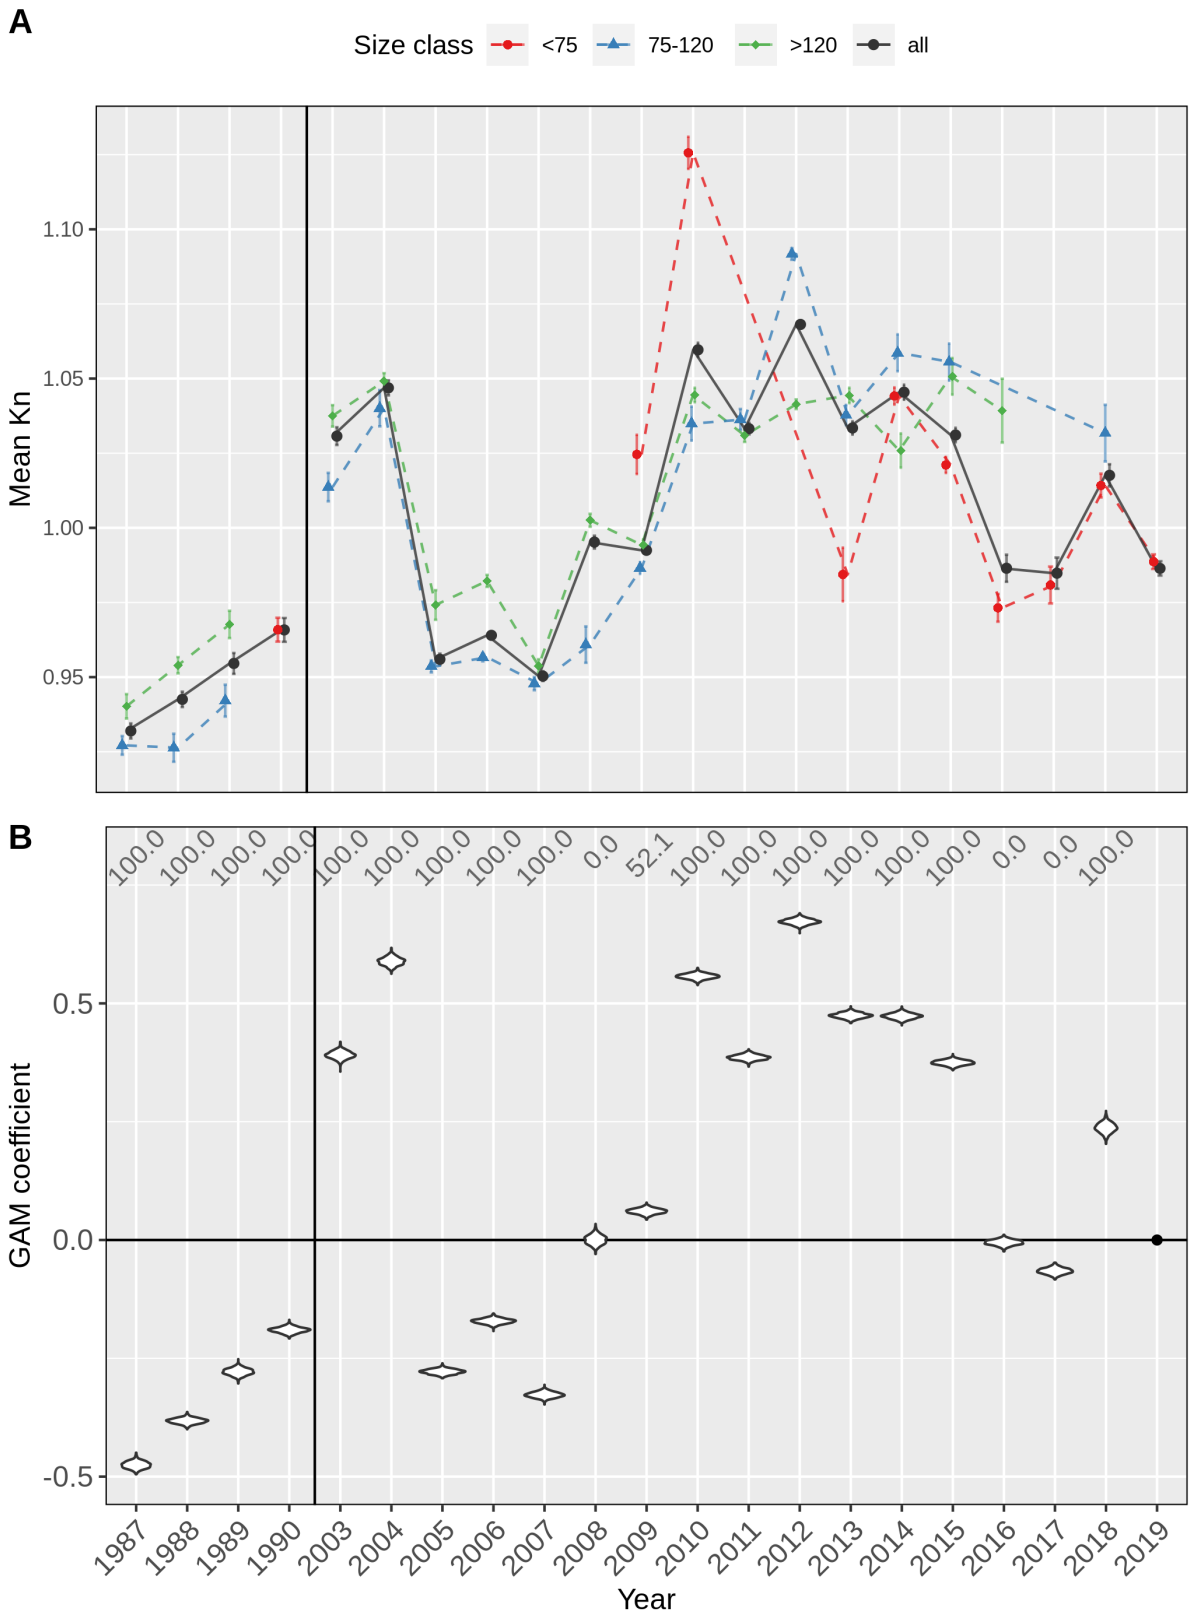 A
Size class <75 75-120 >120 all
Mean Kn
1.10
1.05
1.00
0.95
B
100.0 100.0 100.0 100.0 100.0 100.0 100.0 100.0 100.0 0.0 52.1 100.0 100.0 100.0 100.0 100.0 100.0 0.0 0.0 100.0
GAM coefficient
0.5
0.0
-0.5
1987 1988 1989 1990 2003 2004 2005 2006 2007 2008 2009 2010 2011 2012 2013 2014 2015 2016 2017 2018 2019
Year